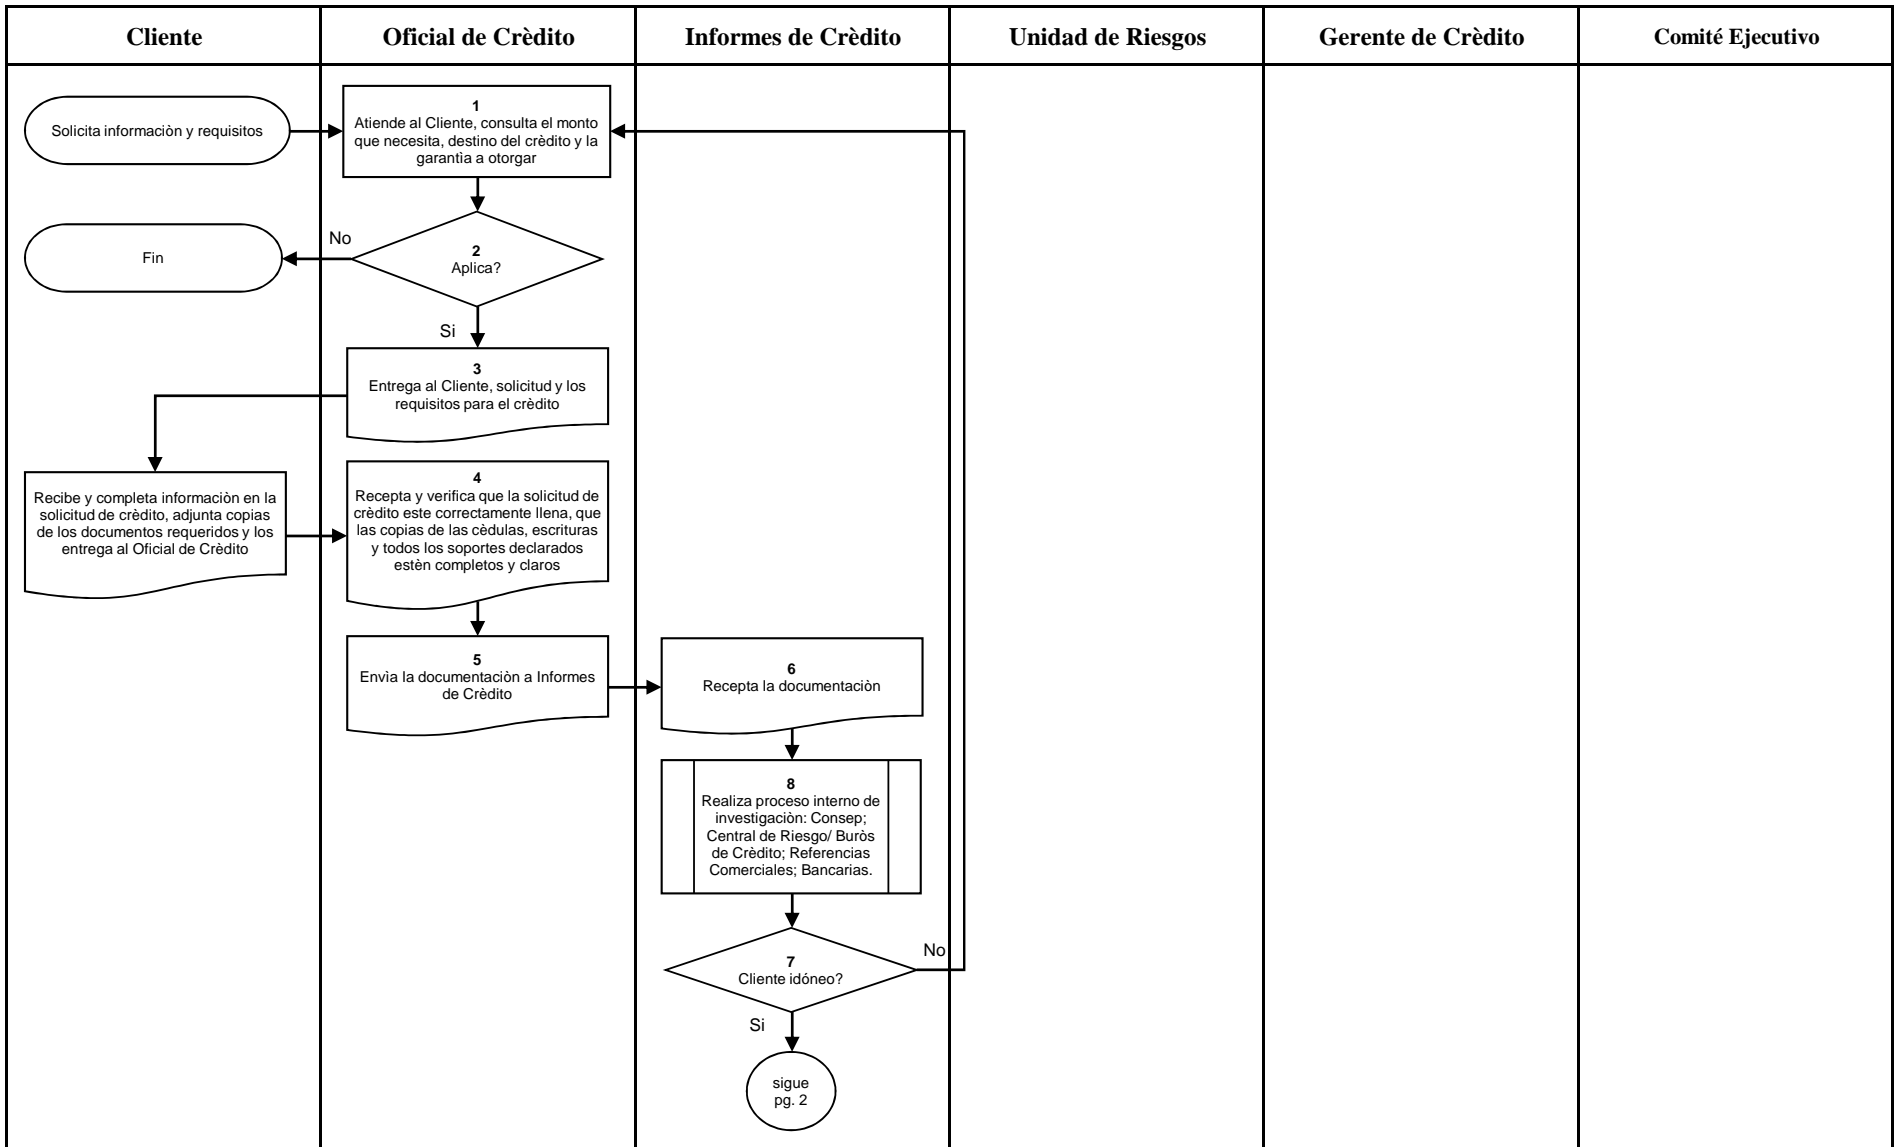 Cliente
Oficial de Crèdito
Informes de Crèdito
Unidad de Riesgos
Gerente de Crèdito
Comité Ejecutivo
Solicita informaciòn y requisitos
1
Atiende al Cliente, consulta el monto
que necesita, destino del crèdito y la
garantìa a otorgar
No
Fin
2
Aplica?
Si
3
Entrega al Cliente, solicitud y los
requisitos para el crèdito
Recibe y completa informaciòn en la
solicitud de crèdito, adjunta copias
de los documentos requeridos y los
entrega al Oficial de Crèdito
4
Recepta y verifica que la solicitud de
crèdito este correctamente llena, que
las copias de las cèdulas, escrituras
y todos los soportes declarados
estèn completos y claros
5
Envìa la documentaciòn a Informes
de Crèdito
6
Recepta la documentaciòn
8
Realiza proceso interno de
investigaciòn: Consep;
Central de Riesgo/ Buròs
de Crèdito; Referencias
Comerciales; Bancarias.
7
Cliente idóneo?
No
Si
sigue
pg. 2